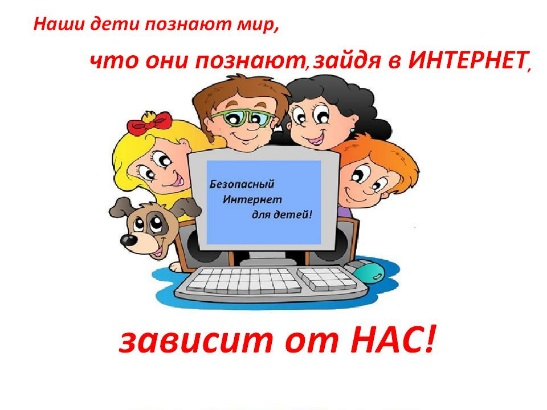 Наши дети познают мир,
что они познают, зайдя в ИНТЕРНЕТ,
Безопасный
Интернет
для детей!
зависит от НАС!